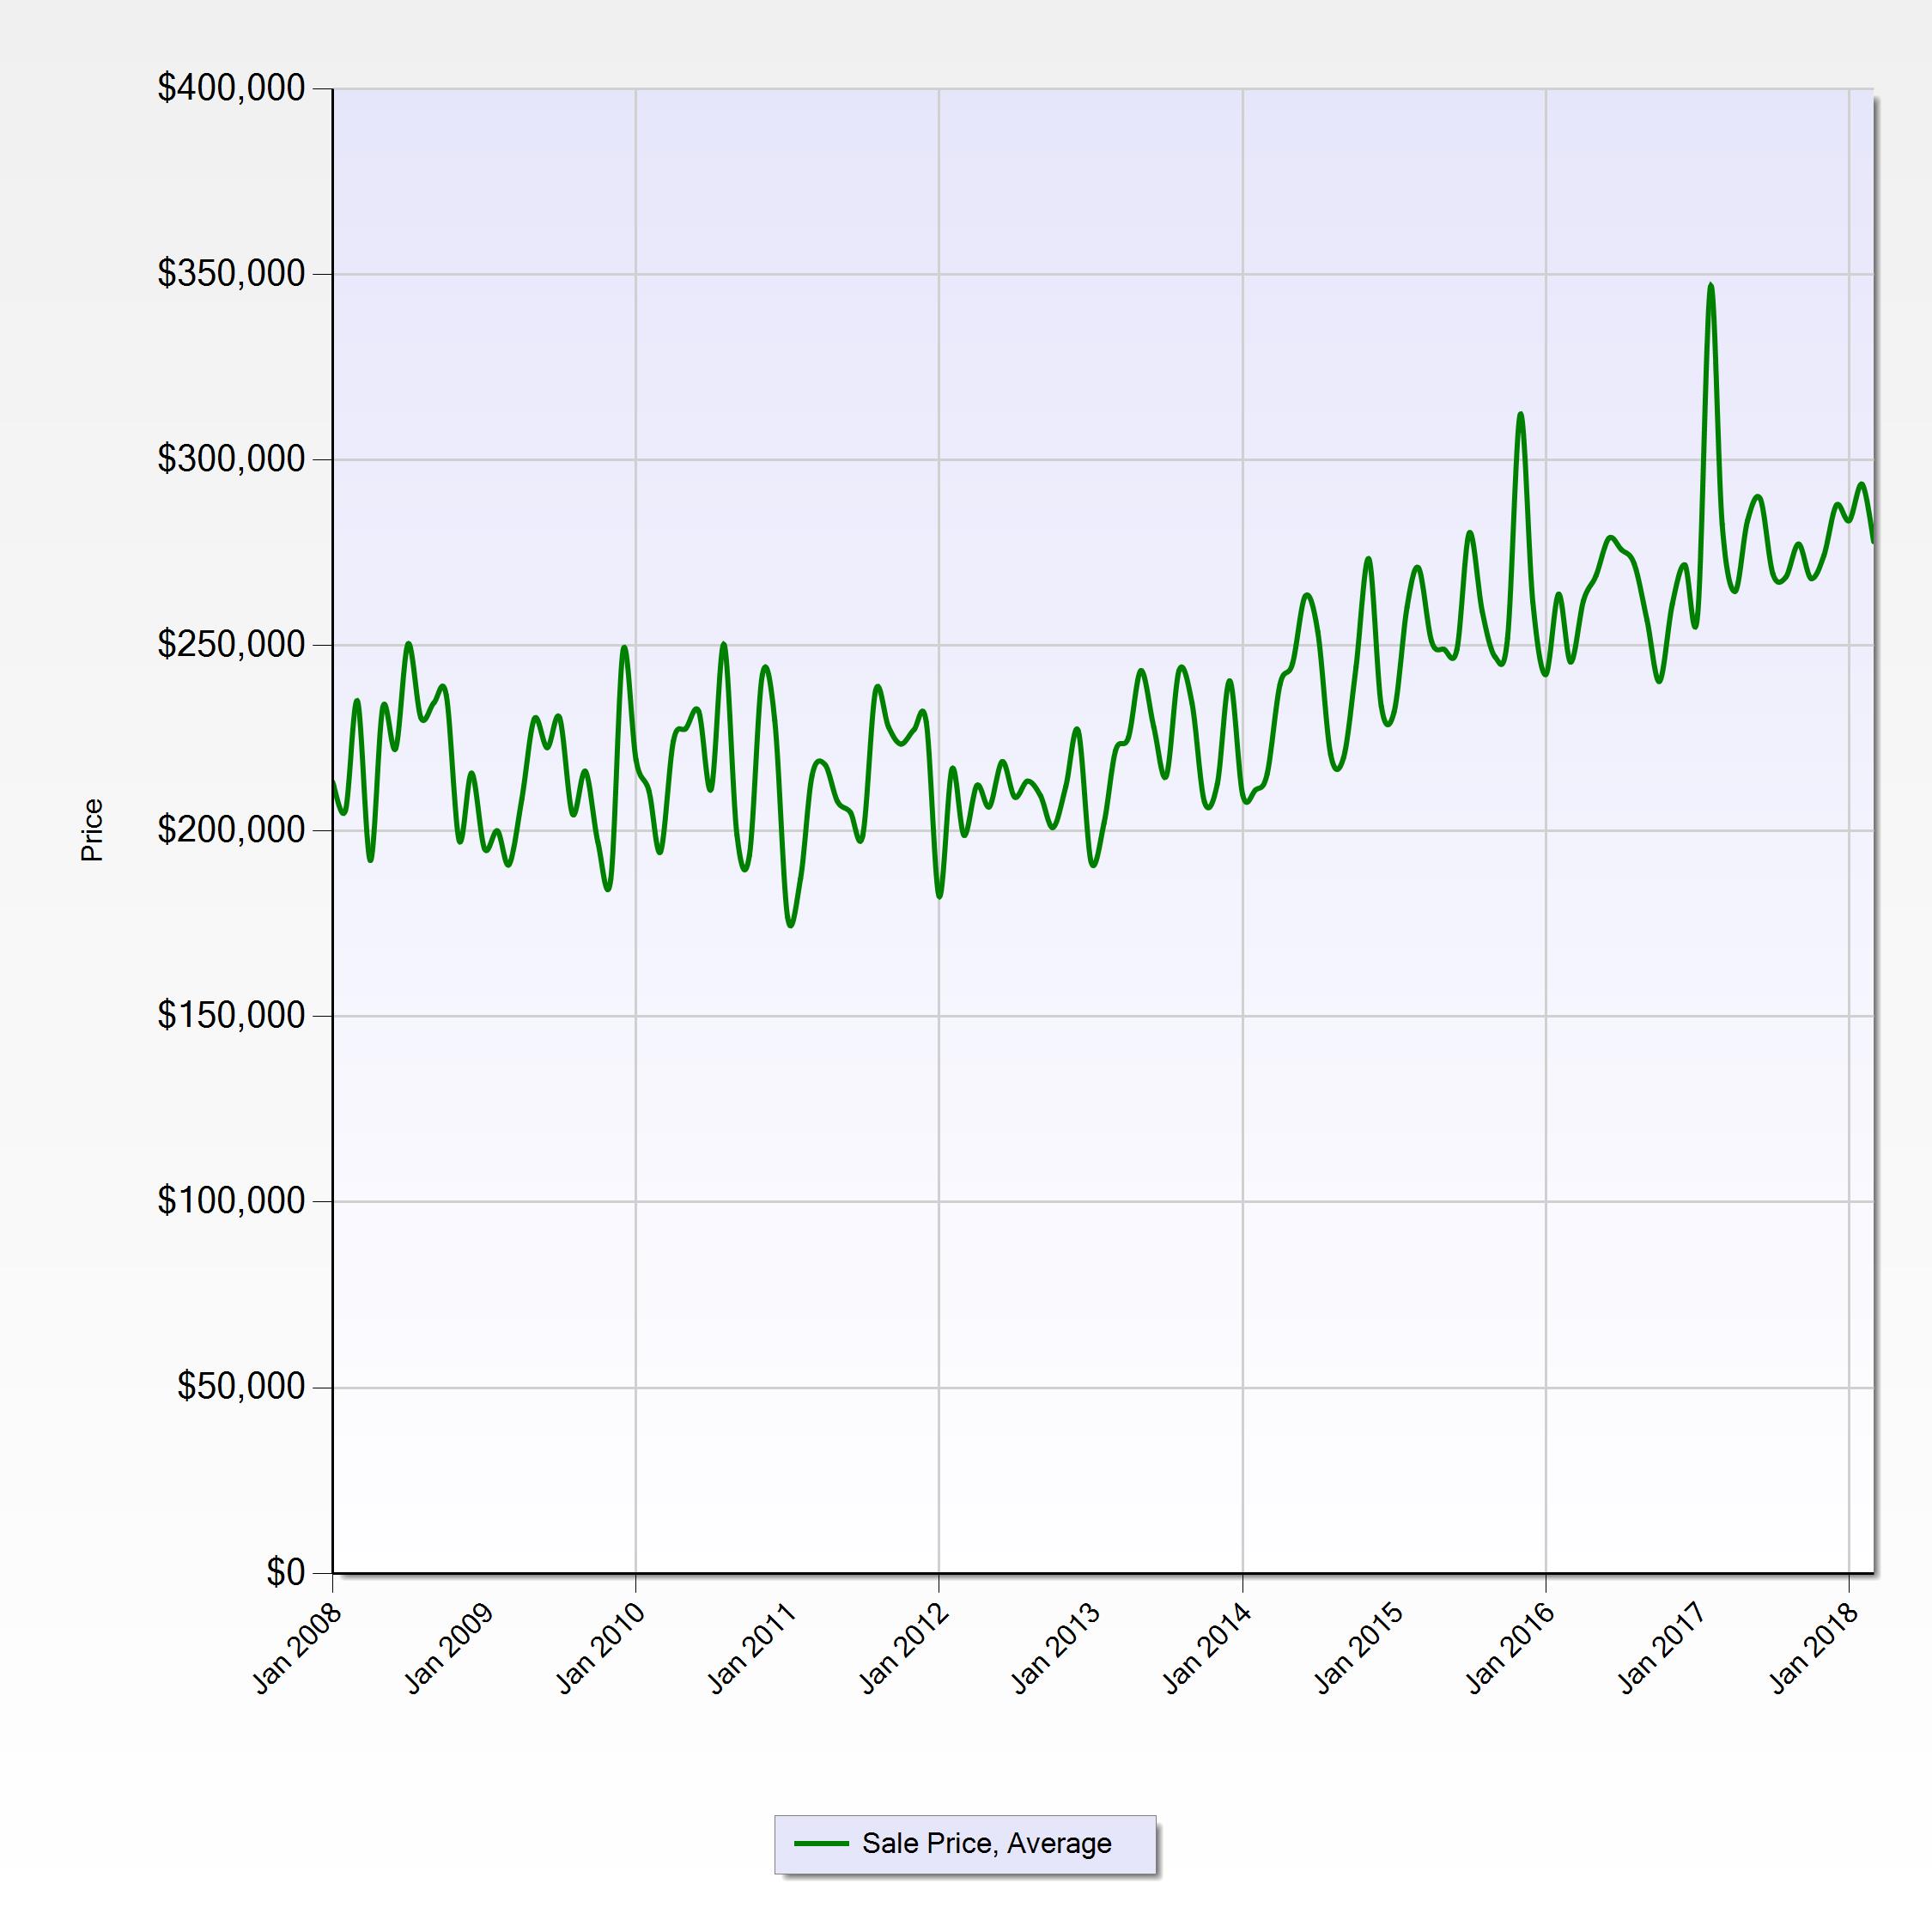 $400,000
$350,000
$300,000
$250,000
$200,000
$150,000
$100,000
$50,000
$0
Price
Jan 2008
Jan 2009
Jan 2010
Jan 2011
Jan 2012
Jan 2013
Jan 2014
Jan 2015
Jan 2016
Jan 2017
Jan 2018
Sale Price, Average